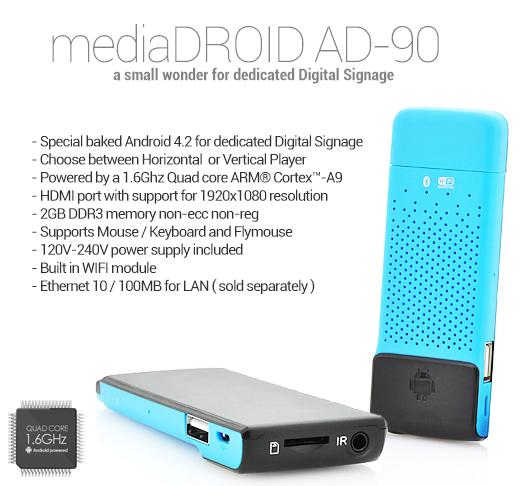 mediaDROID AD-90
a small wonder for dedicated Digital Signage
- Special baked Android 4.2 for dedicated Digital Signage
- Choose between Horizontal or Vertical Player
- Powered by a 1.6Ghz Quad core ARM® Cortex™-A9
- HDMI port with support for 1920x1080 resolution
- 2GB DDR3 memory non-ecc non-reg
- Supports Mouse / Keyboard and Flymouse
- 120V-240V power supply included
- Built in WIFI module
- Ethernet 10 / 100MB for LAN ( sold separately )
Wi Fi
QUAD CORE
1.6GHz
Android powered
IR